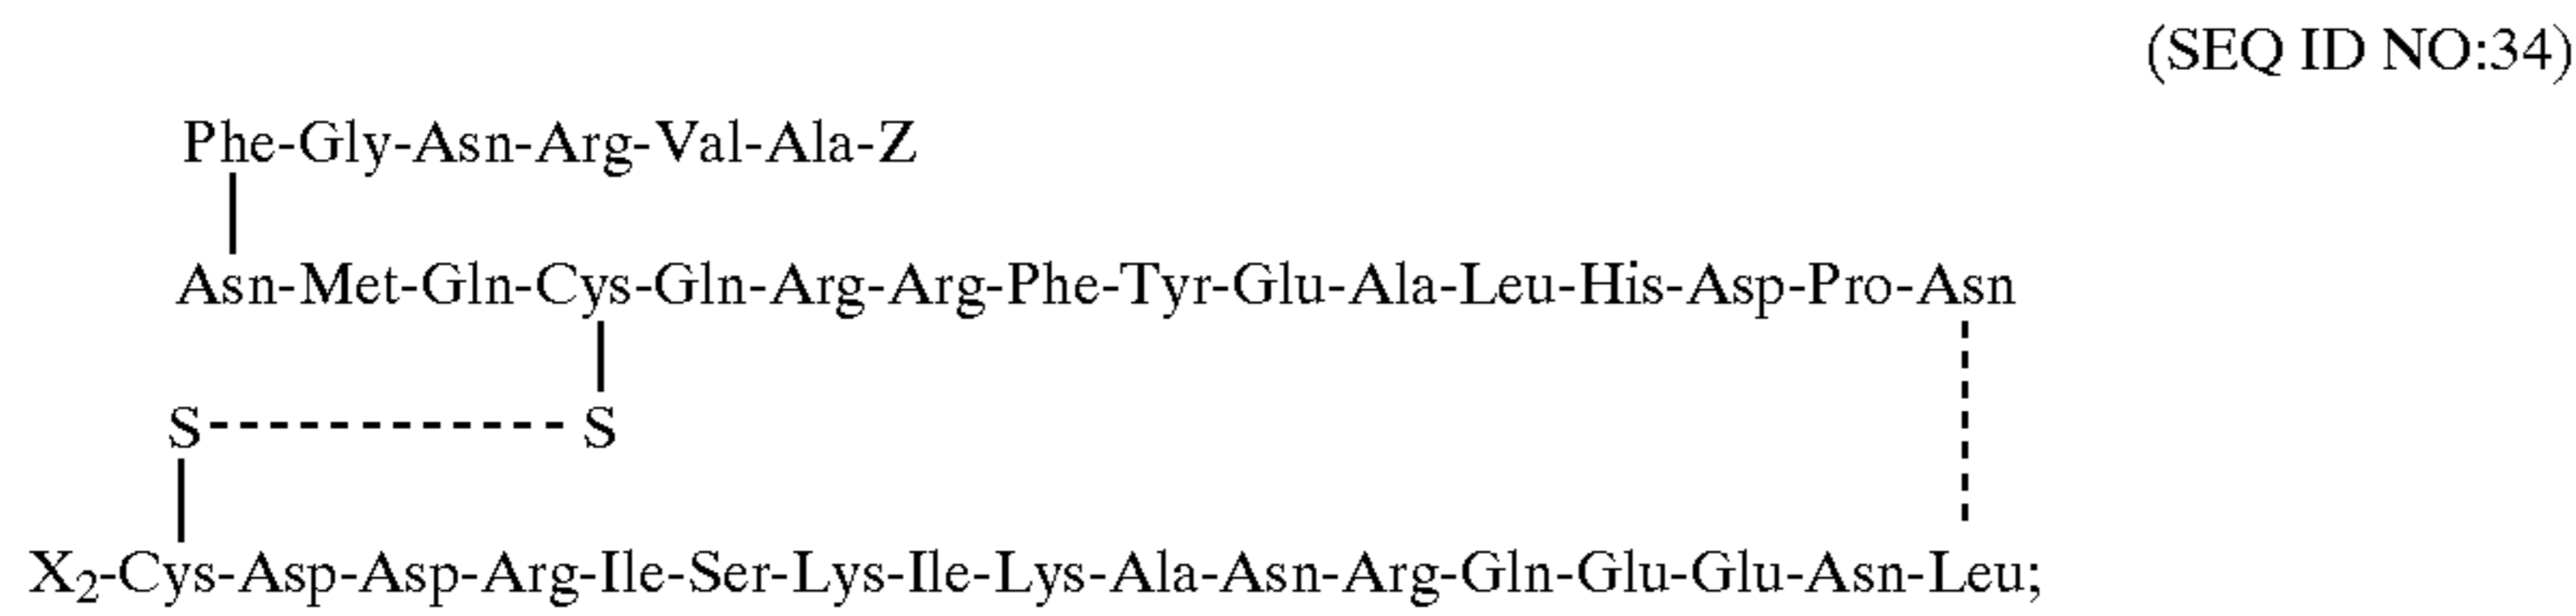 (SEQ ID NO:34)
Phe-Gly-Asn-Arg-Val-Ala-Z
Asn-Met-Gln-Cys-Gln-Arg-Arg-Phe-Tyr-Glu-Ala-Leu-His-Asp-Pro-Asn
S S
X₂-Cys-Asp-Asp-Arg-Ile-Ser-Lys-Ile-Lys-Ala-Asn-Arg-Gln-Glu-Glu-Asn-Leu;